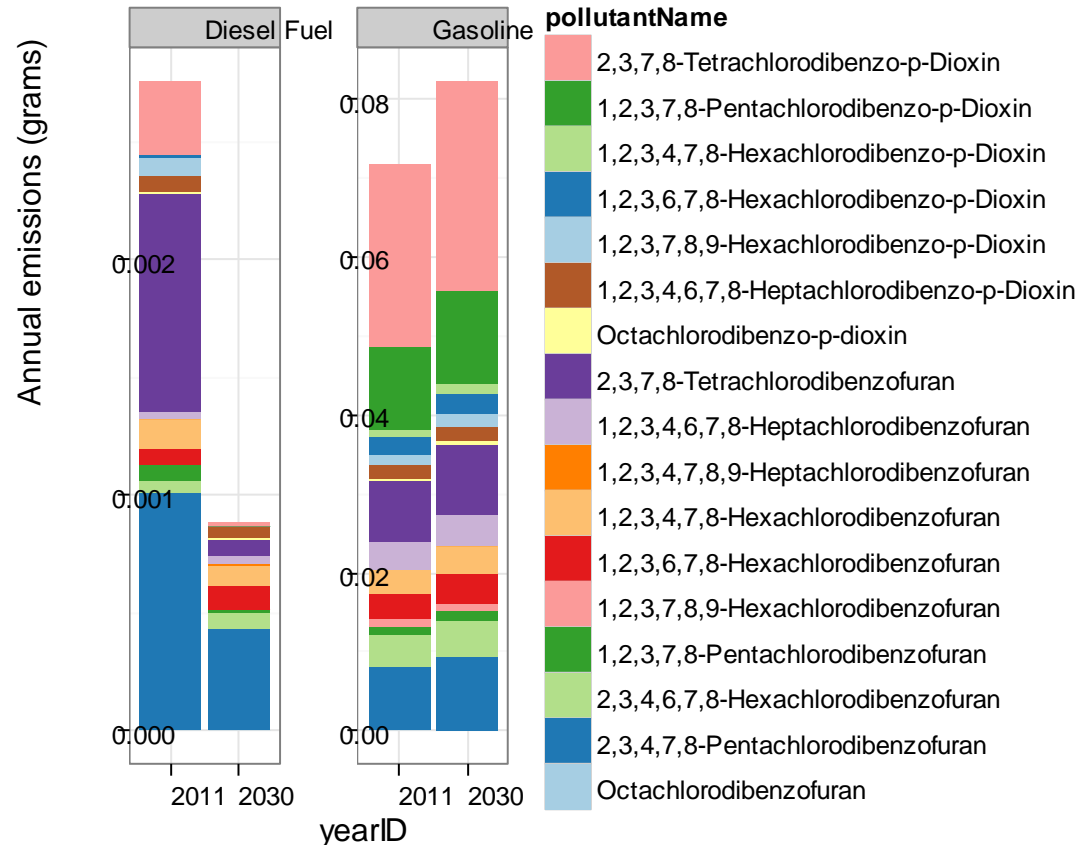 Diesel Fuel
Gasoline
pollutantName
Annual emissions (grams)
0.002
0.001
0.000
0.08
0.06
0.04
0.02
0.00
2011 2030
2011 2030
yearID
2,3,7,8-Tetrachlorodibenzo-p-Dioxin
1,2,3,7,8-Pentachlorodibenzo-p-Dioxin
1,2,3,4,7,8-Hexachlorodibenzo-p-Dioxin
1,2,3,6,7,8-Hexachlorodibenzo-p-Dioxin
1,2,3,7,8,9-Hexachlorodibenzo-p-Dioxin
1,2,3,4,6,7,8-Heptachlorodibenzo-p-Dioxin
Octachlorodibenzo-p-dioxin
2,3,7,8-Tetrachlorodibenzofuran
1,2,3,4,6,7,8-Heptachlorodibenzofuran
1,2,3,4,7,8,9-Heptachlorodibenzofuran
1,2,3,4,7,8-Hexachlorodibenzofuran
1,2,3,6,7,8-Hexachlorodibenzofuran
1,2,3,7,8,9-Hexachlorodibenzofuran
1,2,3,7,8-Pentachlorodibenzofuran
2,3,4,6,7,8-Hexachlorodibenzofuran
2,3,4,7,8-Pentachlorodibenzofuran
Octachlorodibenzofuran